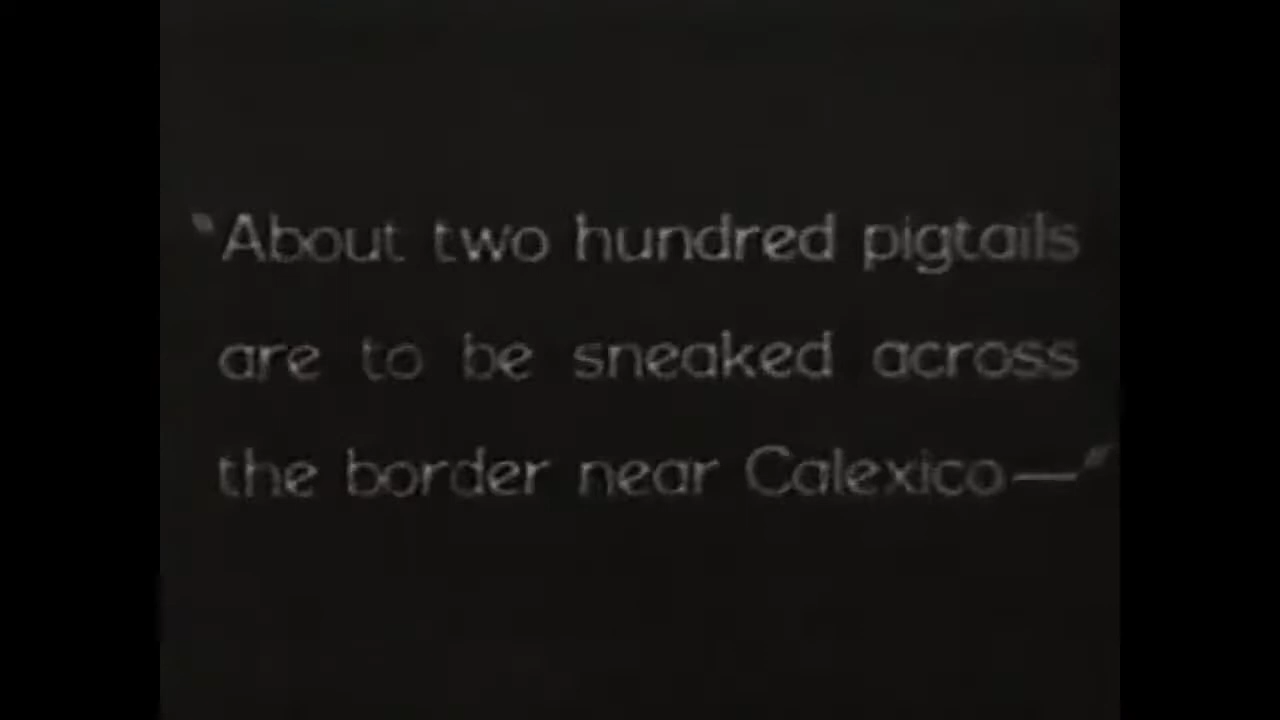 "About two hundred pigtails
are to be sneaked across
the border near Calexico—"